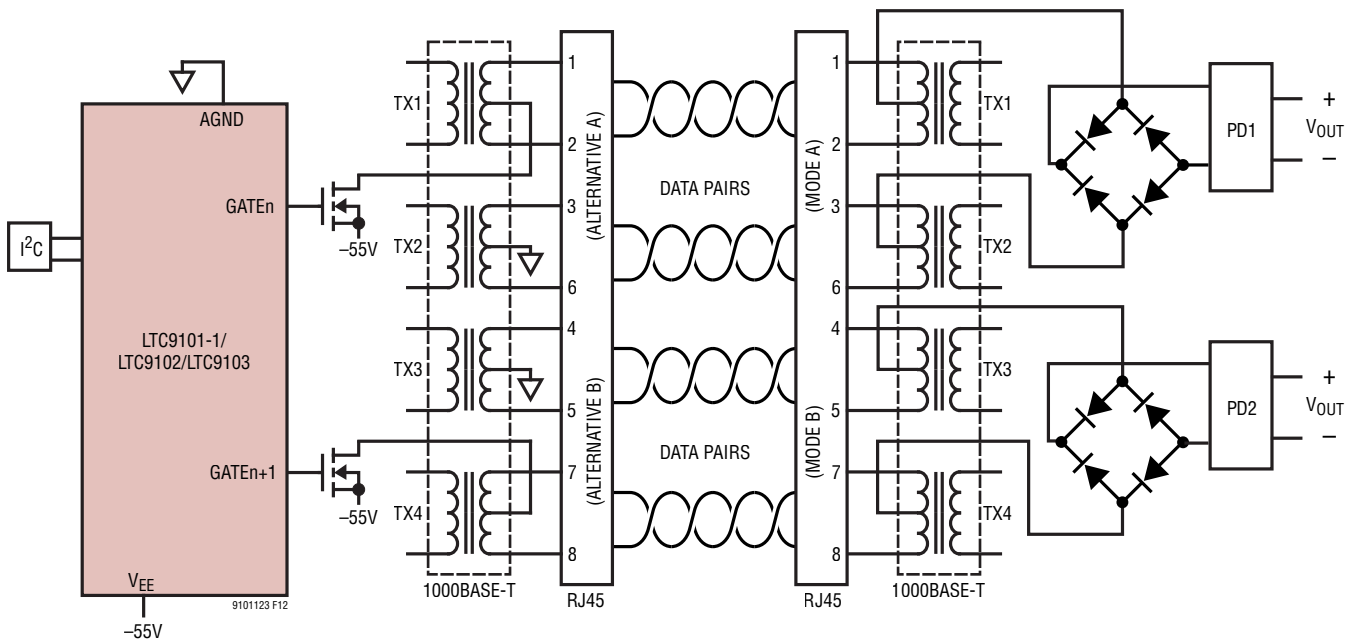 AGND
GATEn
I2C
–55V
LTC9101-1/
LTC9102/LTC9103
GATEn+1
–55V
VEE
–55V
9101123 F12
TX1
TX2
TX3
TX4
1000BASE-T
1
2
3
6
4
5
7
8
(ALTERNATIVE A)
(ALTERNATIVE B)
RJ45
DATA PAIRS
DATA PAIRS
1
2
3
6
4
5
7
8
(MODE A)
(MODE B)
RJ45
TX1
TX2
TX3
TX4
1000BASE-T
PD1
+
VOUT
–
PD2
+
VOUT
–